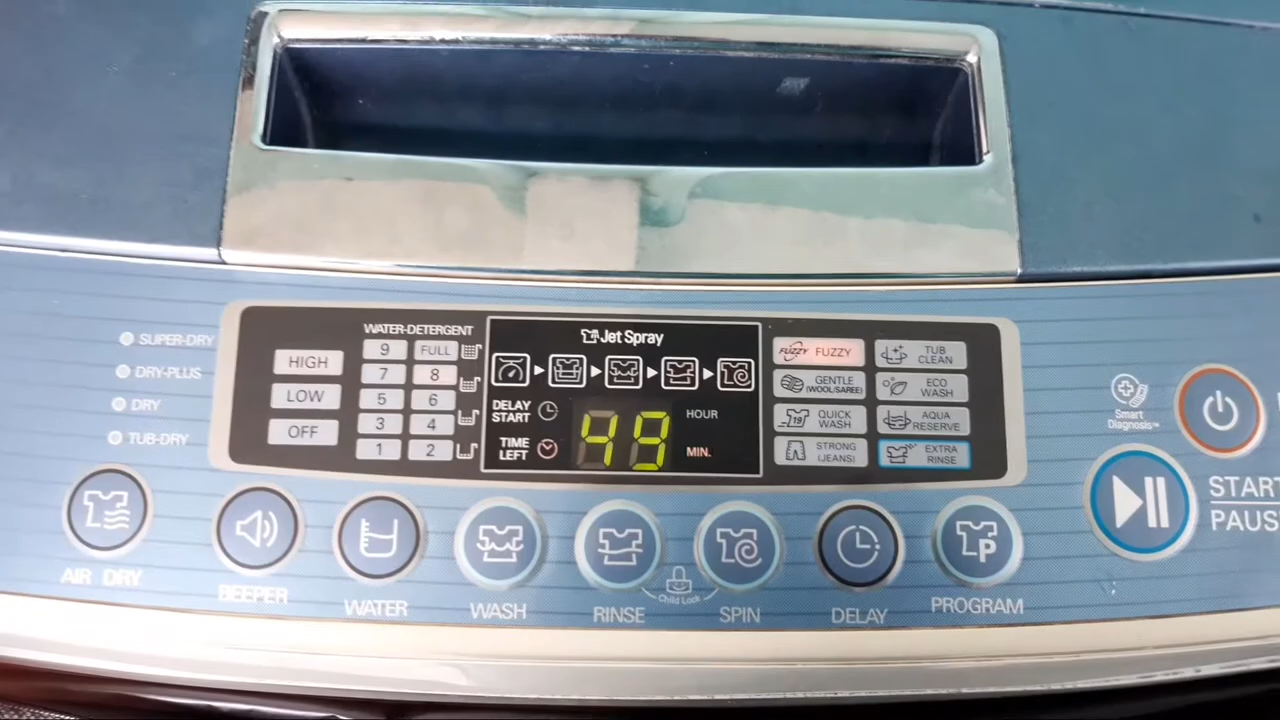 SUPER-DRY
DRY-PLUS
DRY
TUB-DRY
HIGH
LOW
OFF
WATER-DETERGENT
9 FULL
7 8
5 6
3 4
1 2
Jet Spray
DELAY START
TIME LEFT
49
HOUR
MIN.
FUZZY FUZZY
GENTLE (WOOL/SAREE)
19 QUICK WASH
STRONG (JEANS)
TUB CLEAN
ECO WASH
AQUA RESERVE
EXTRA RINSE
Smart Diagnosis™
START
PAUS
AIR DRY
BEEPER
WATER
WASH
RINSE
Child Lock
SPIN
DELAY
P
PROGRAM